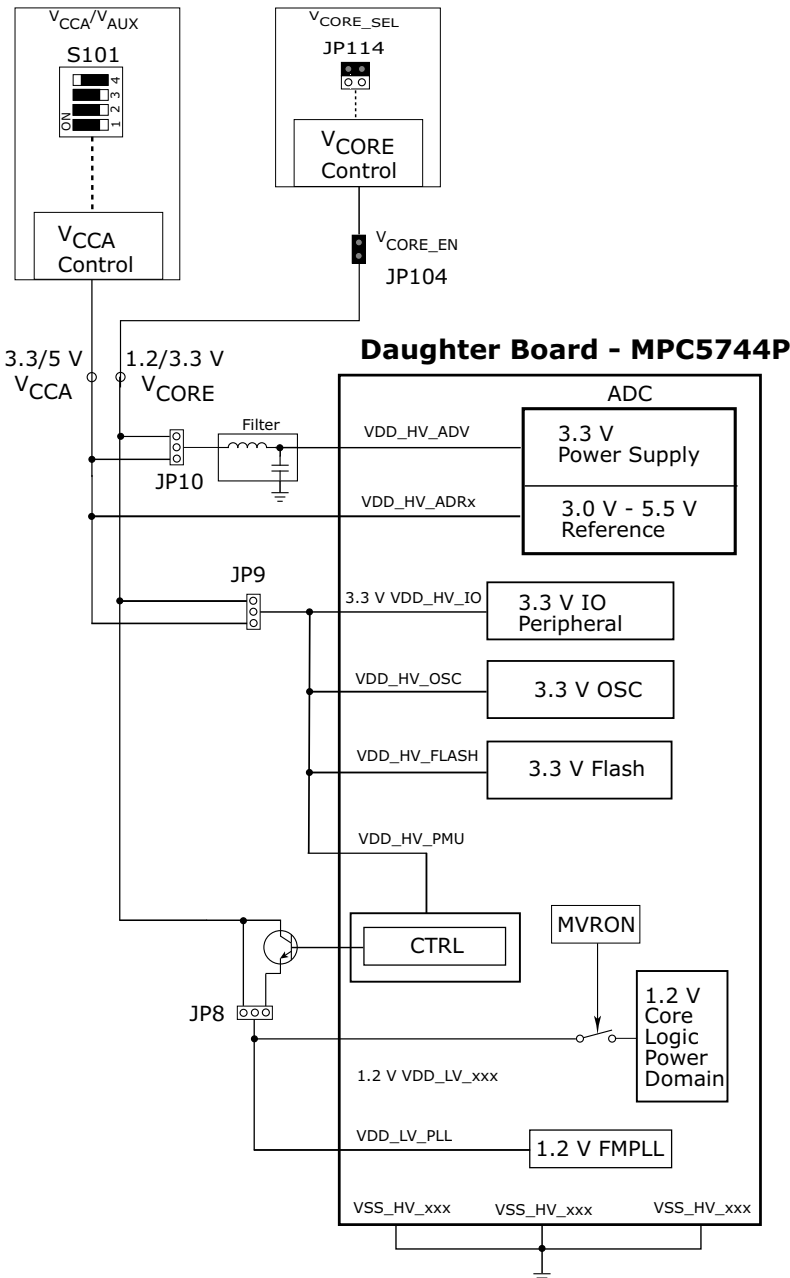 VCCA/VAUX
S101
ON
1 2 3 4
VCCA
Control
VCORE_SEL
JP114
VCORE
Control
VCORE_EN
JP104
3.3/5 V
VCCA
1.2/3.3 V
VCORE
Daughter Board - MPC5744P
JP10
Filter
VDD_HV_ADV
ADC
3.3 V
Power Supply
VDD_HV_ADRx
3.0 V - 5.5 V
Reference
JP9
3.3 V VDD_HV_IO
3.3 V IO
Peripheral
VDD_HV_OSC
3.3 V OSC
VDD_HV_FLASH
3.3 V Flash
VDD_HV_PMU
CTRL
MVRON
JP8
1.2 V
Core
Logic
Power
Domain
1.2 V VDD_LV_xxx
VDD_LV_PLL
1.2 V FMPLL
VSS_HV_xxx
VSS_HV_xxx
VSS_HV_xxx